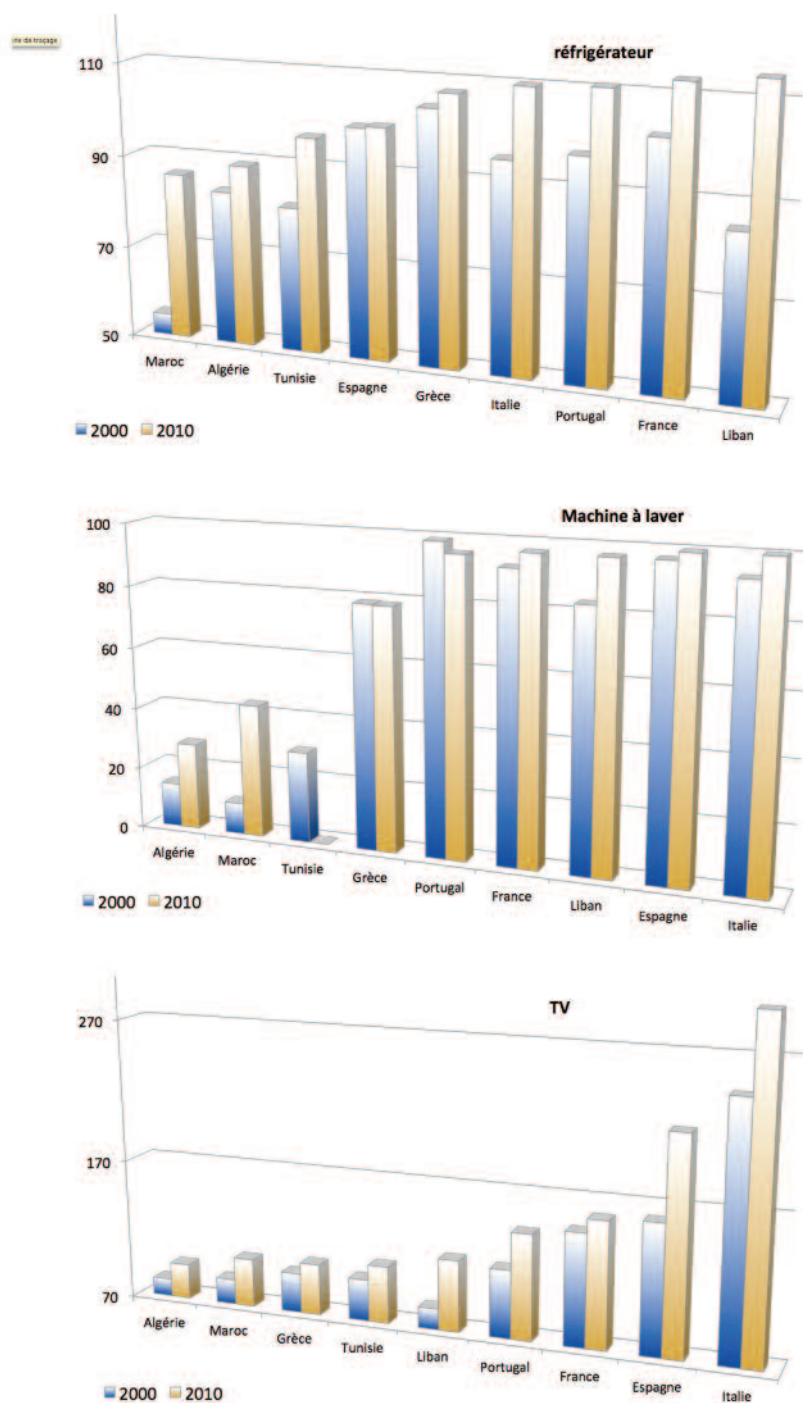 de traçage
réfrigérateur
110
90
70
50
Maroc
Algérie
Tunisie
Espagne
Grèce
Italie
Portugal
France
Liban
2000 2010
Machine à laver
100
80
60
40
20
0
Algérie
Maroc
Tunisie
Grèce
Portugal
France
Liban
Espagne
Italie
2000 2010
TV
270
170
70
Algérie
Maroc
Grèce
Tunisie
Liban
Portugal
France
Espagne
Italie
2000 2010